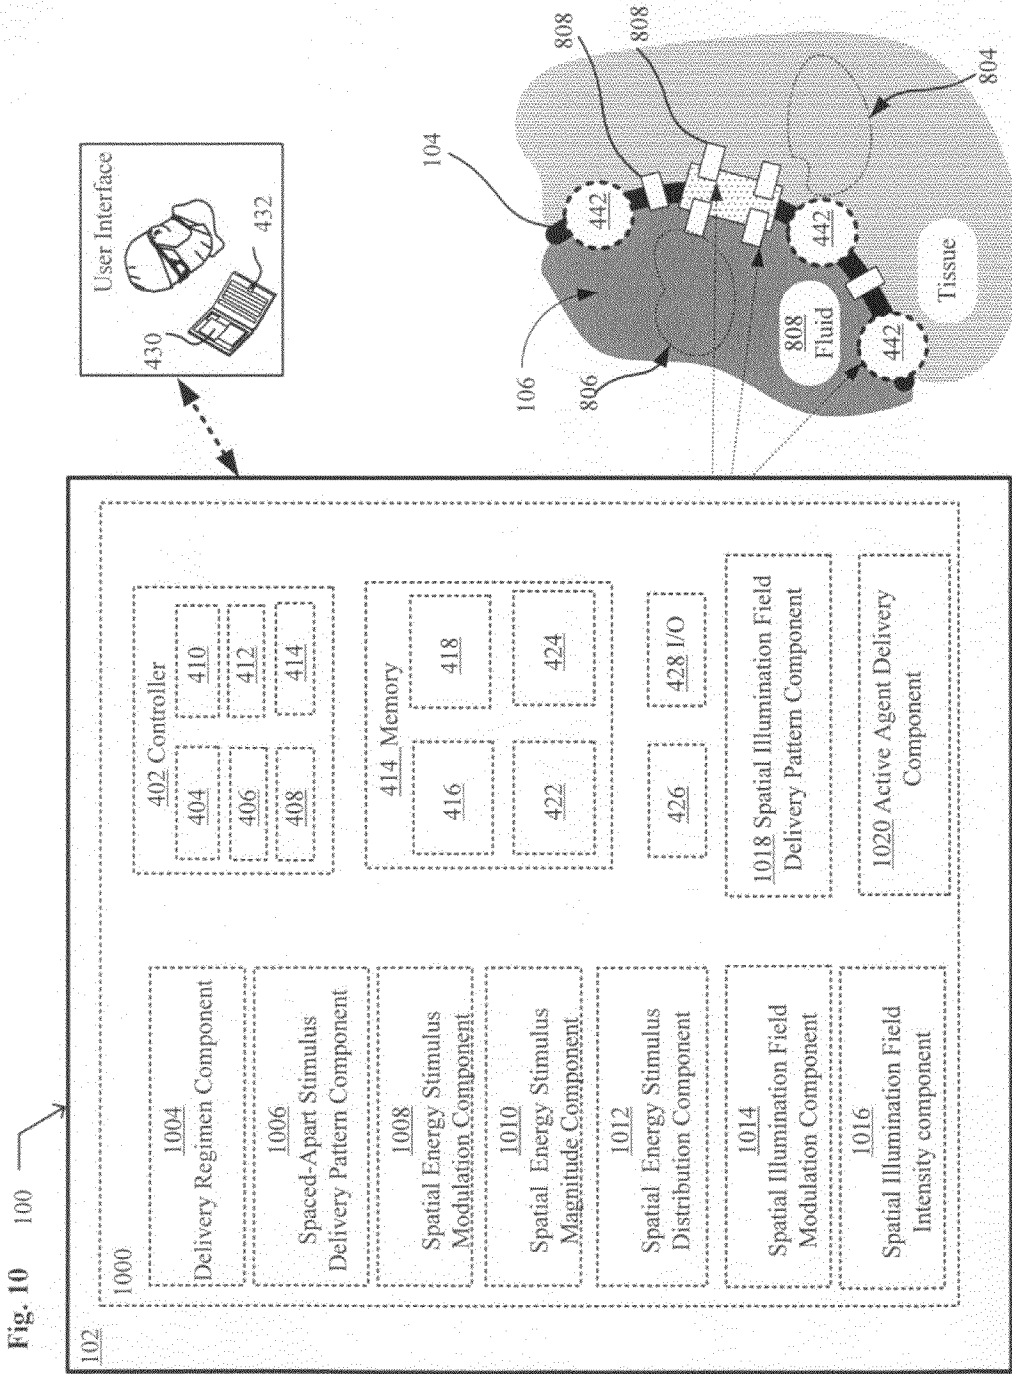 Fig. 10
100
102
1000
1004
Delivery Regimen Component
1006
Spaced-Apart Stimulus
Delivery Pattern Component
1008
Spatial Energy Stimulus
Modulation Component
1010
Spatial Energy Stimulus
Magnitude Component
1012
Spatial Energy Stimulus
Distribution Component
1014
Spatial Illumination Field
Modulation Component
1016
Spatial Illumination Field
Intensity component
402 Controller
404
410
406
412
408
414
414 Memory
416
418
422
424
426
428 I/O
1018 Spatial Illumination Field
Delivery Pattern Component
1020 Active Agent Delivery
Component
User Interface
430
432
104
808
808
106
806
442
442
442
808
Fluid
Tissue
804